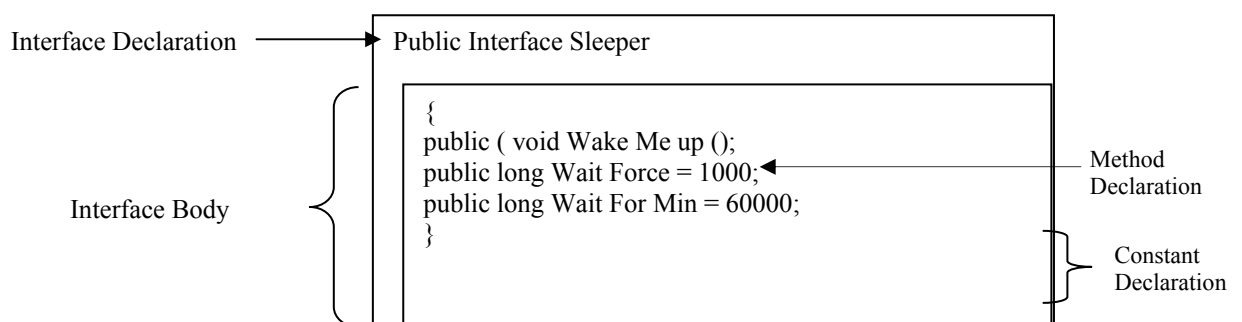 Interface Declaration
Public Interface Sleeper
{
public ( void Wake Me up ();
public long Wait Force = 1000;
public long Wait For Min = 60000;
}
Interface Body
Method
Declaration
Constant
Declaration